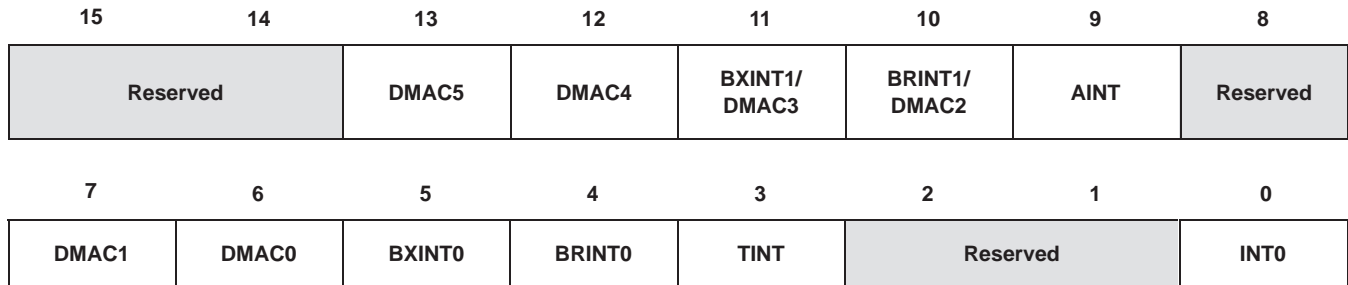 15 14 13 12 11 10 9 8
Reserved DMAC5 DMAC4 BXINT1/ BRINT1/ AINT Reserved
DMAC3 DMAC2
7 6 5 4 3 2 1 0
DMAC1 DMAC0 BXINT0 BRINT0 TINT Reserved INT0